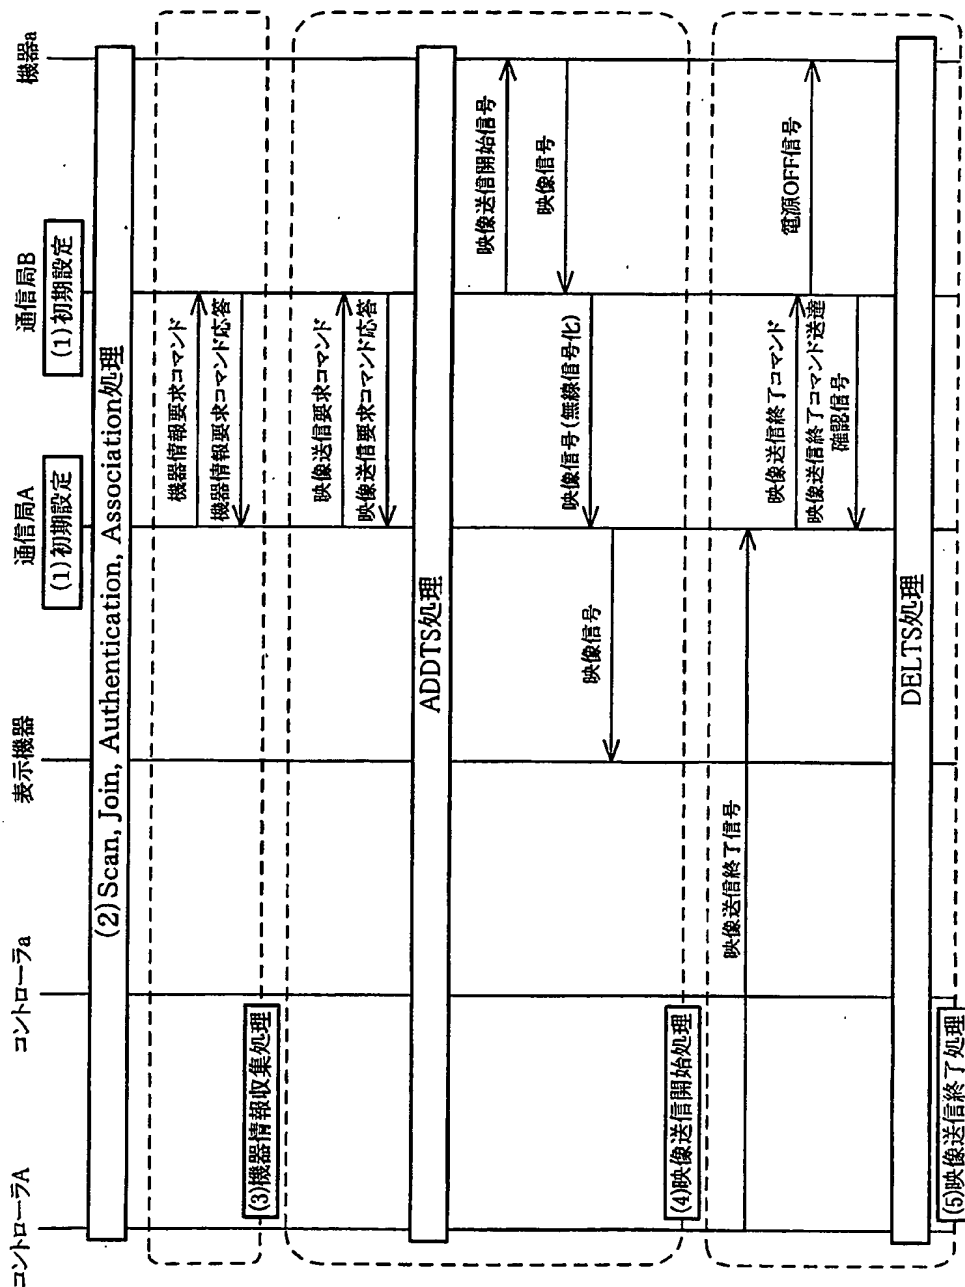 コントローラA
コントローラa
表示機器
通信局A
通信局B
機器a
(1)初期設定
(1)初期設定
(2)Scan, Join, Authentication, Association処理
機器情報要求コマンド
機器情報要求コマンド応答
(3)機器情報収集処理
映像送信要求コマンド
映像送信要求コマンド応答
ADDTS処理
映像送信開始信号
映像信号
映像信号(無線信号化)
映像信号
(4)映像送信開始処理
映像送信終了信号
映像送信終了コマンド
電源OFF信号
映像送信終了コマンド送達
確認信号
DELTS処理
(5)映像送信終了処理